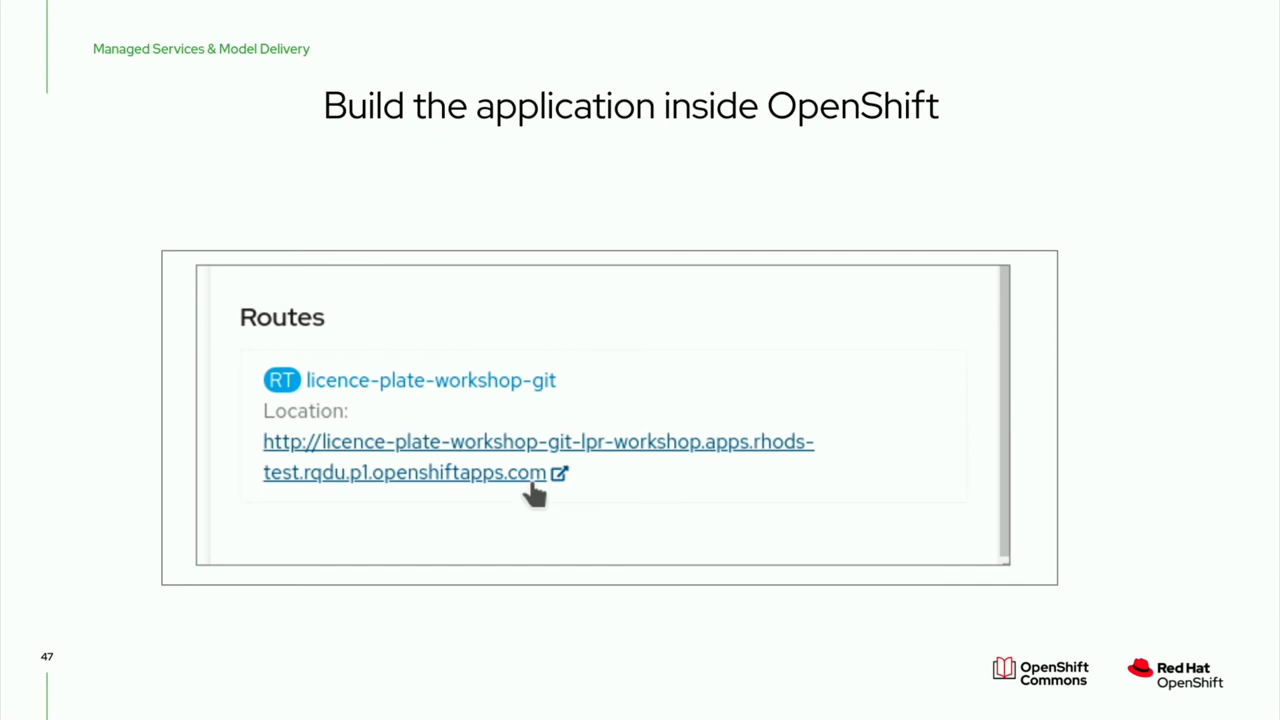 Managed Services & Model Delivery
Build the application inside OpenShift
Routes
RT licence-plate-workshop-git
Location:
http://licence-plate-workshop-git-lpr-workshop.apps.rhods-
test.rqdu.p1.openshiftapps.com
47
OpenShift
Commons
Red Hat
OpenShift